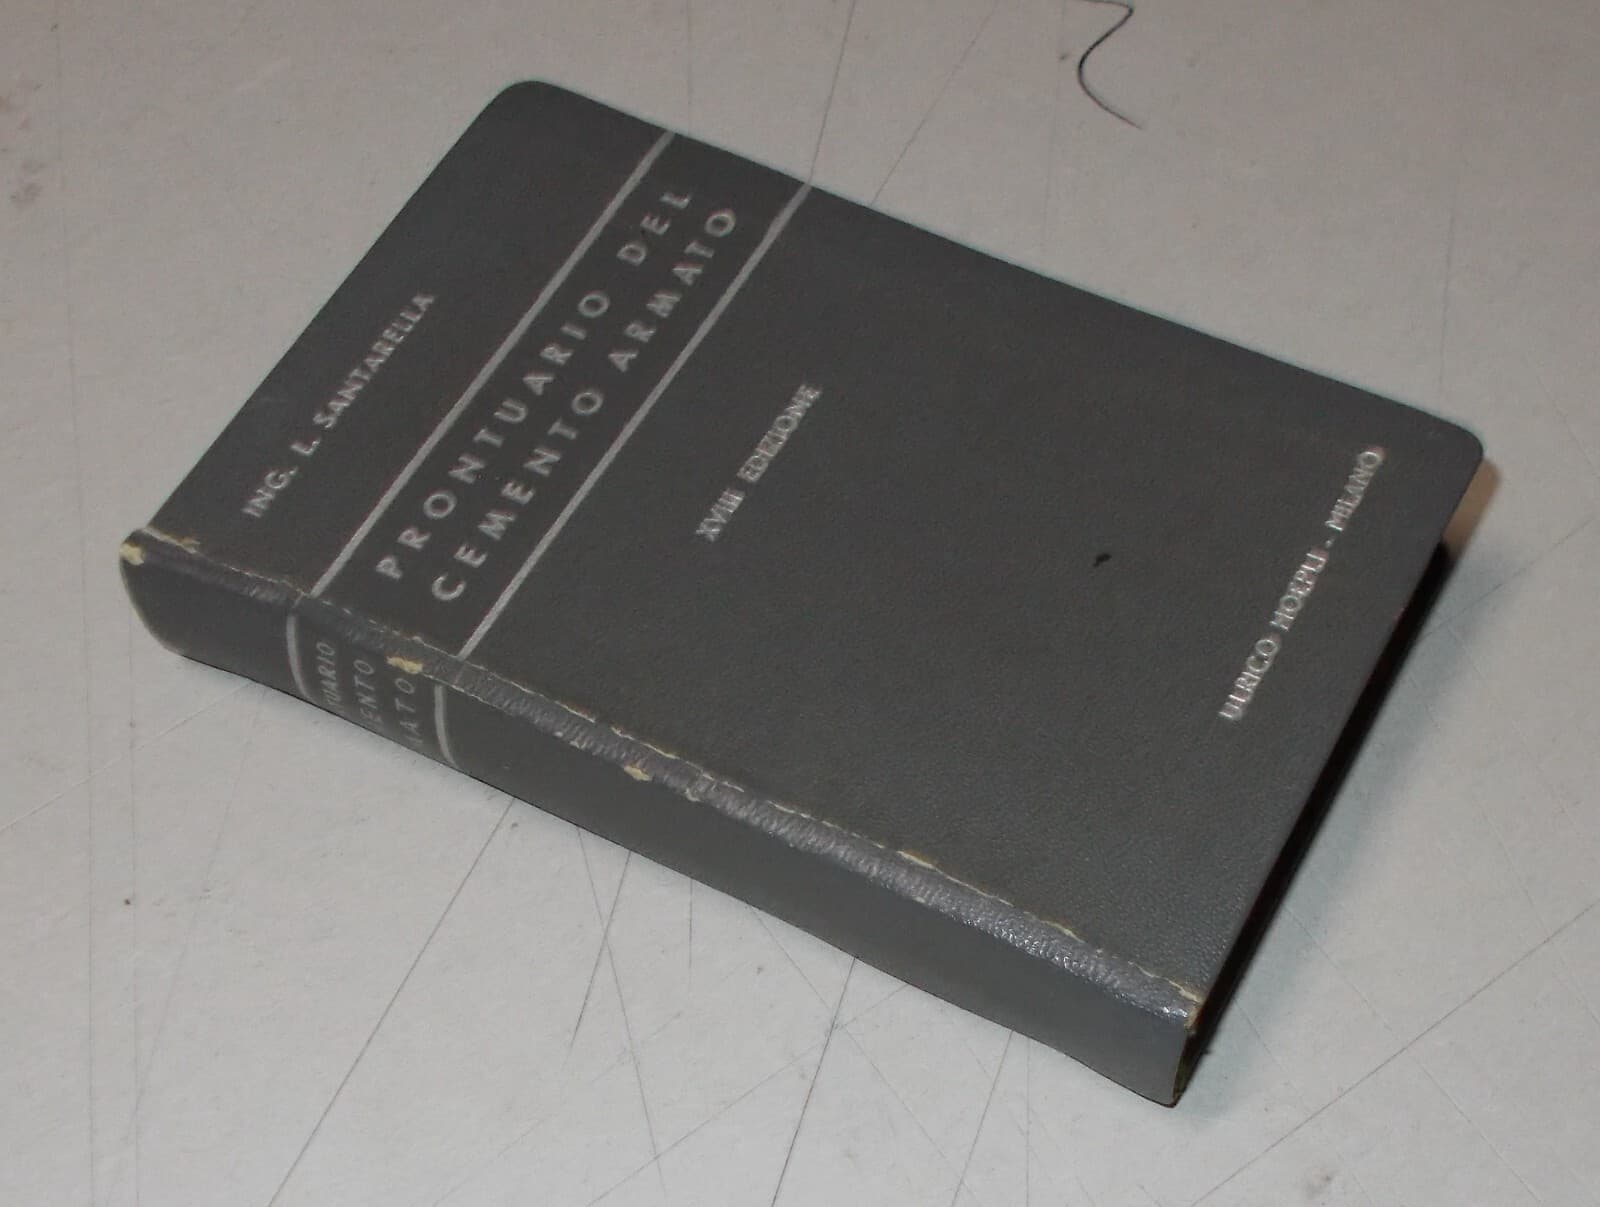 ING. L. SANTARELLA
PRONTUARIO DEL
CEMENTO ARMATO
XVIII EDIZIONE
ULRICO HOEPLI - MILANO